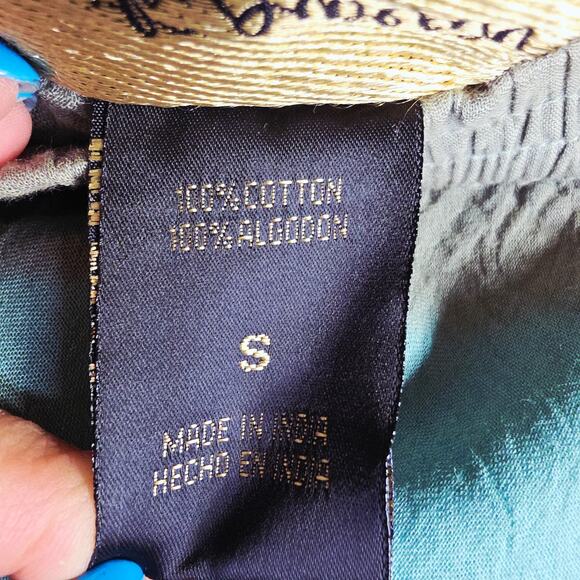 100% COTTON
100% ALGODON
S
MADE IN INDIA
HECHO EN INDIA